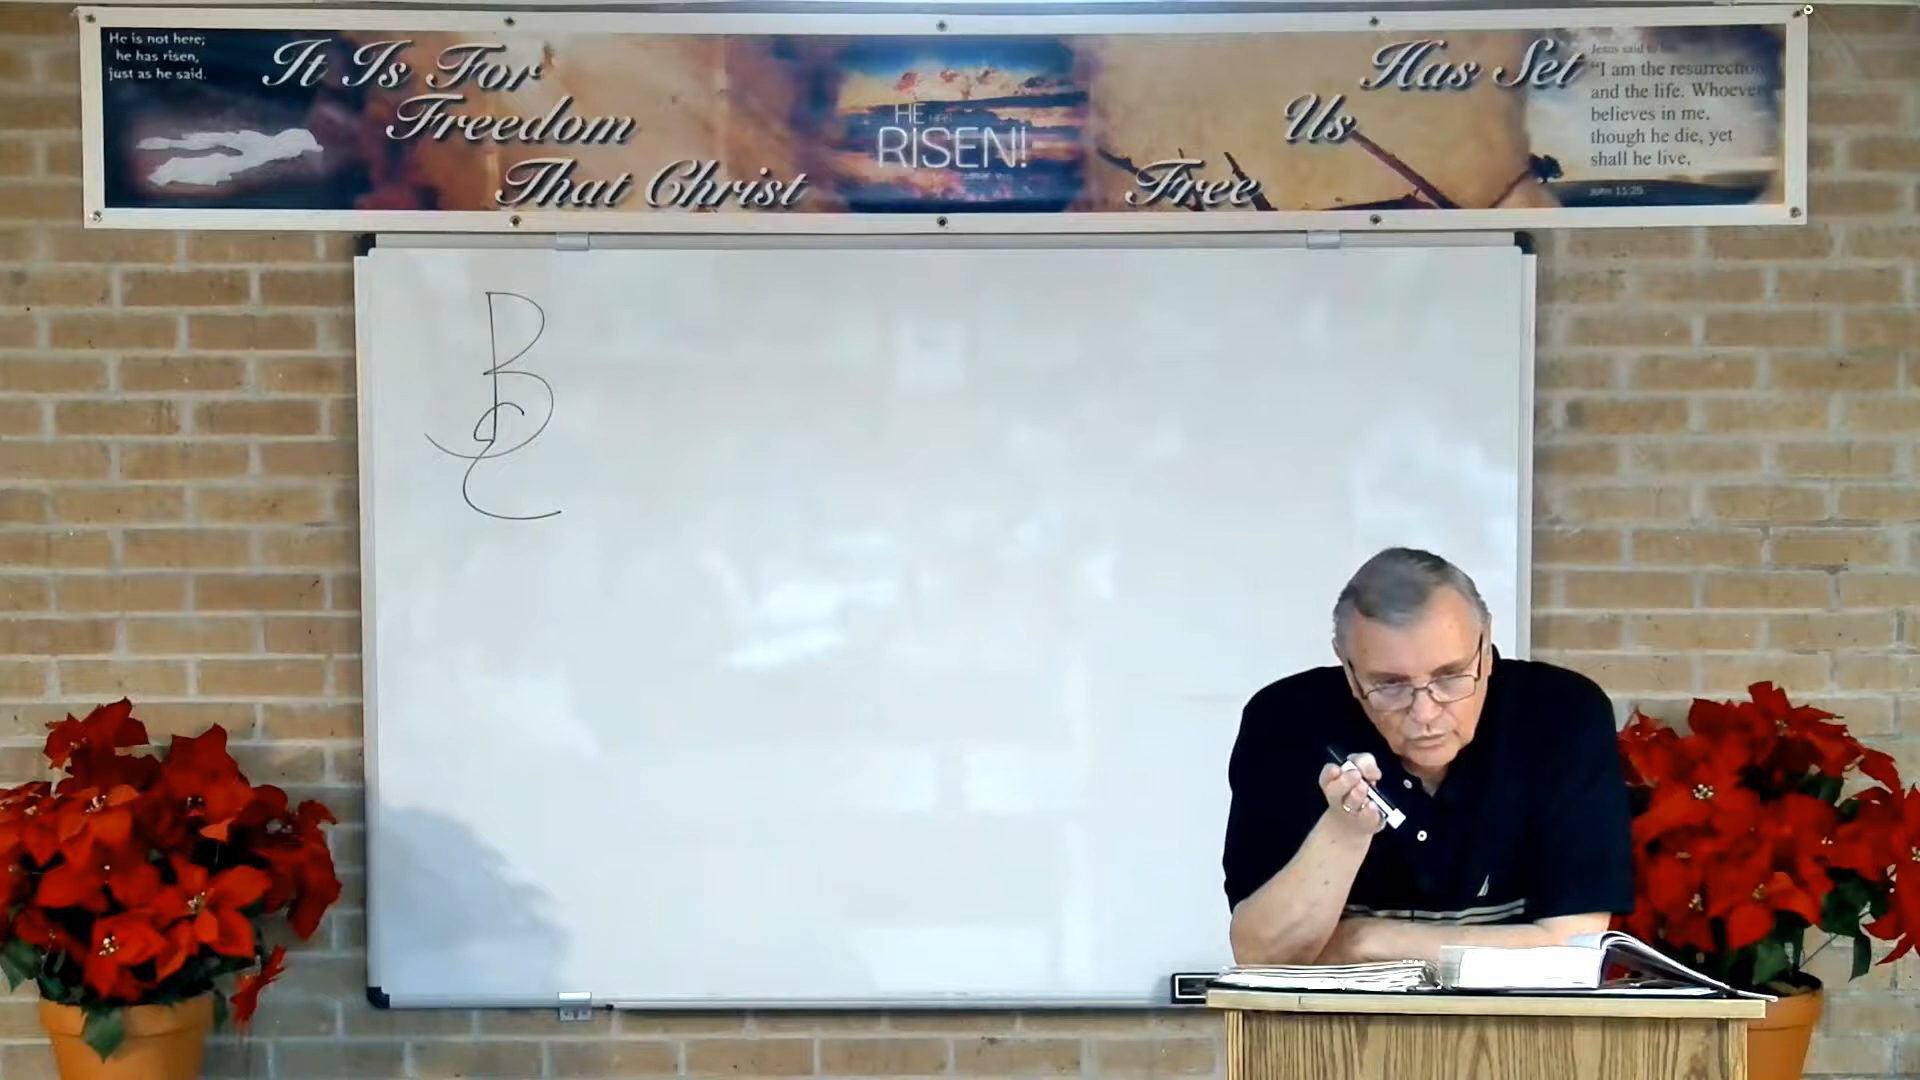 He is not here;
he has risen,
just as he said.
It Is For
Freedom
That Christ
HE HAS
RISEN!
Has Set
Us
Free
Jesus said to
"I am the resurrection
and the life. Whoever
believes in me,
though he die, yet
shall he live,
John 11:25
B
C